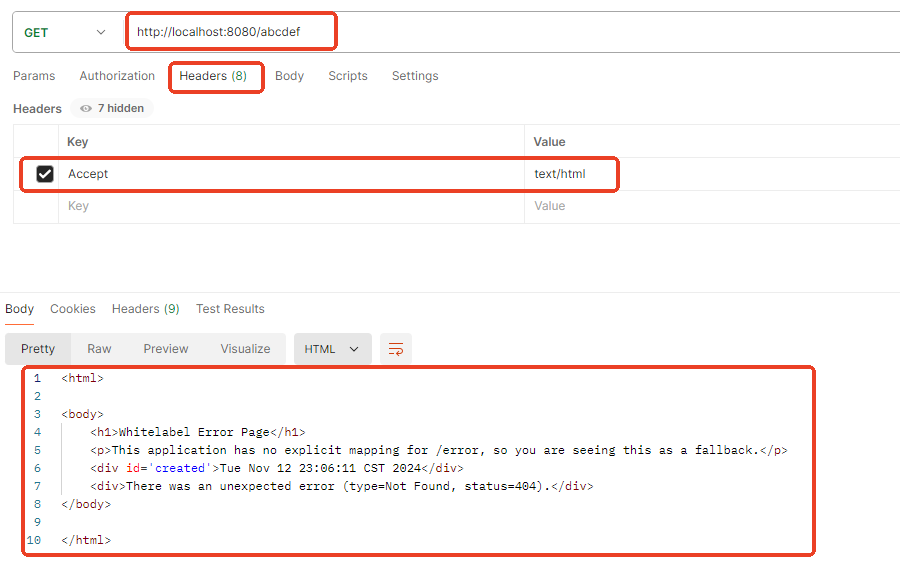 GET http://localhost:8080/abcdef
Params Authorization Headers (8) Body Scripts Settings
Headers 7 hidden
Key Value
Accept text/html
Key Value
Body Cookies Headers (9) Test Results
Pretty Raw Preview Visualize HTML
1 <html>
2
3 <body>
4 <h1>Whitelabel Error Page</h1>
5 <p>This application has no explicit mapping for /error, so you are seeing this as a fallback.</p>
6 <div id='created'>Tue Nov 12 23:06:11 CST 2024</div>
7 <div>There was an unexpected error (type=Not Found, status=404).</div>
8 </body>
9
10 </html>